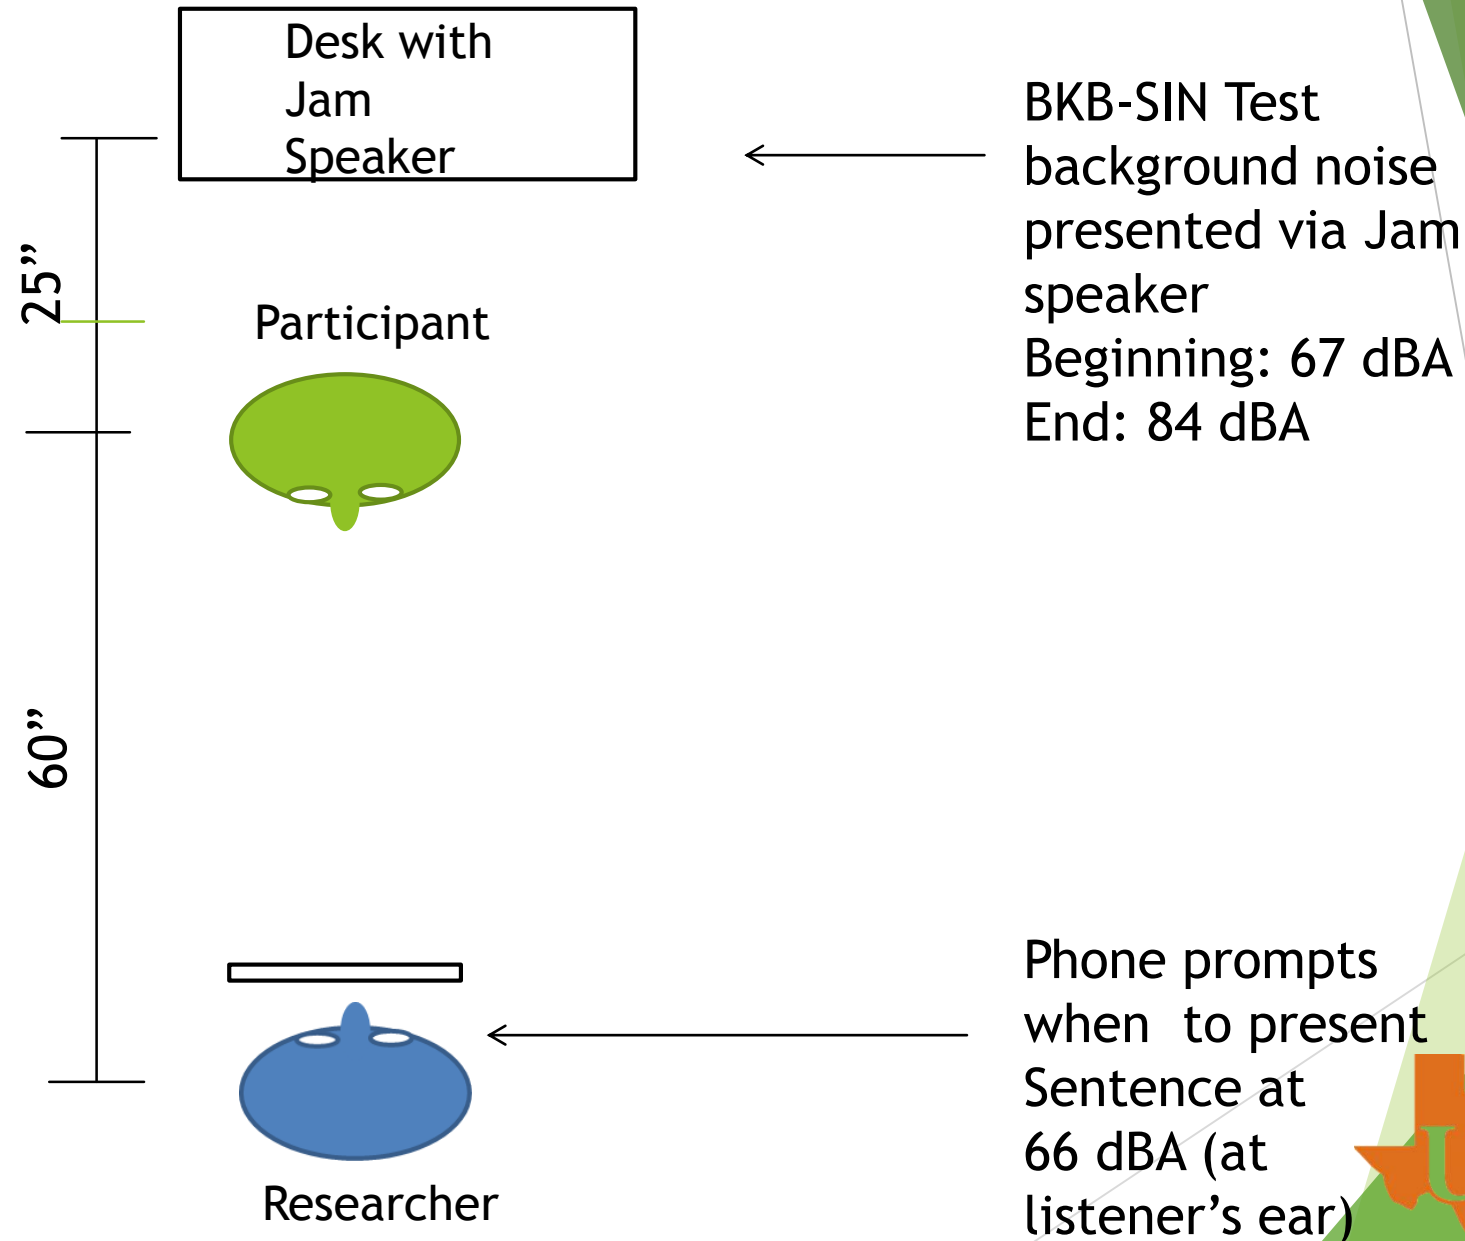 Desk with
Jam
Speaker
BKB-SIN Test
background noise
presented via Jam
speaker
Beginning: 67 dBA
End: 84 dBA
25”
Participant
60”
Phone prompts
when to present
Sentence at
66 dBA (at
listener’s ear)
Researcher
U